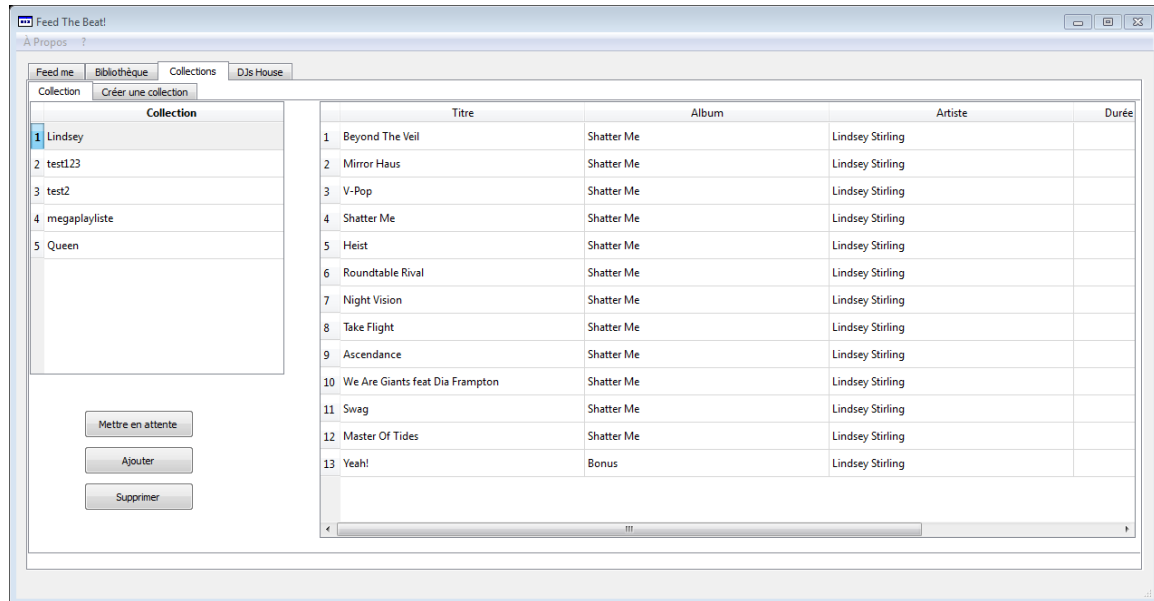 Feed The Beat!
À Propos ?
Feed me Bibliothèque Collections DJs House
Collection Créer une collection
Collection
1 Lindsey
2 test123
3 test2
4 megaplayliste
5 Queen
Mettre en attente
Ajouter
Supprimer
Titre Album Artiste Durée
1 Beyond The Veil Shatter Me Lindsey Stirling
2 Mirror Haus Shatter Me Lindsey Stirling
3 V-Pop Shatter Me Lindsey Stirling
4 Shatter Me Shatter Me Lindsey Stirling
5 Heist Shatter Me Lindsey Stirling
6 Roundtable Rival Shatter Me Lindsey Stirling
7 Night Vision Shatter Me Lindsey Stirling
8 Take Flight Shatter Me Lindsey Stirling
9 Ascendance Shatter Me Lindsey Stirling
10 We Are Giants feat Dia Frampton Shatter Me Lindsey Stirling
11 Swag Shatter Me Lindsey Stirling
12 Master Of Tides Shatter Me Lindsey Stirling
13 Yeah! Bonus Lindsey Stirling